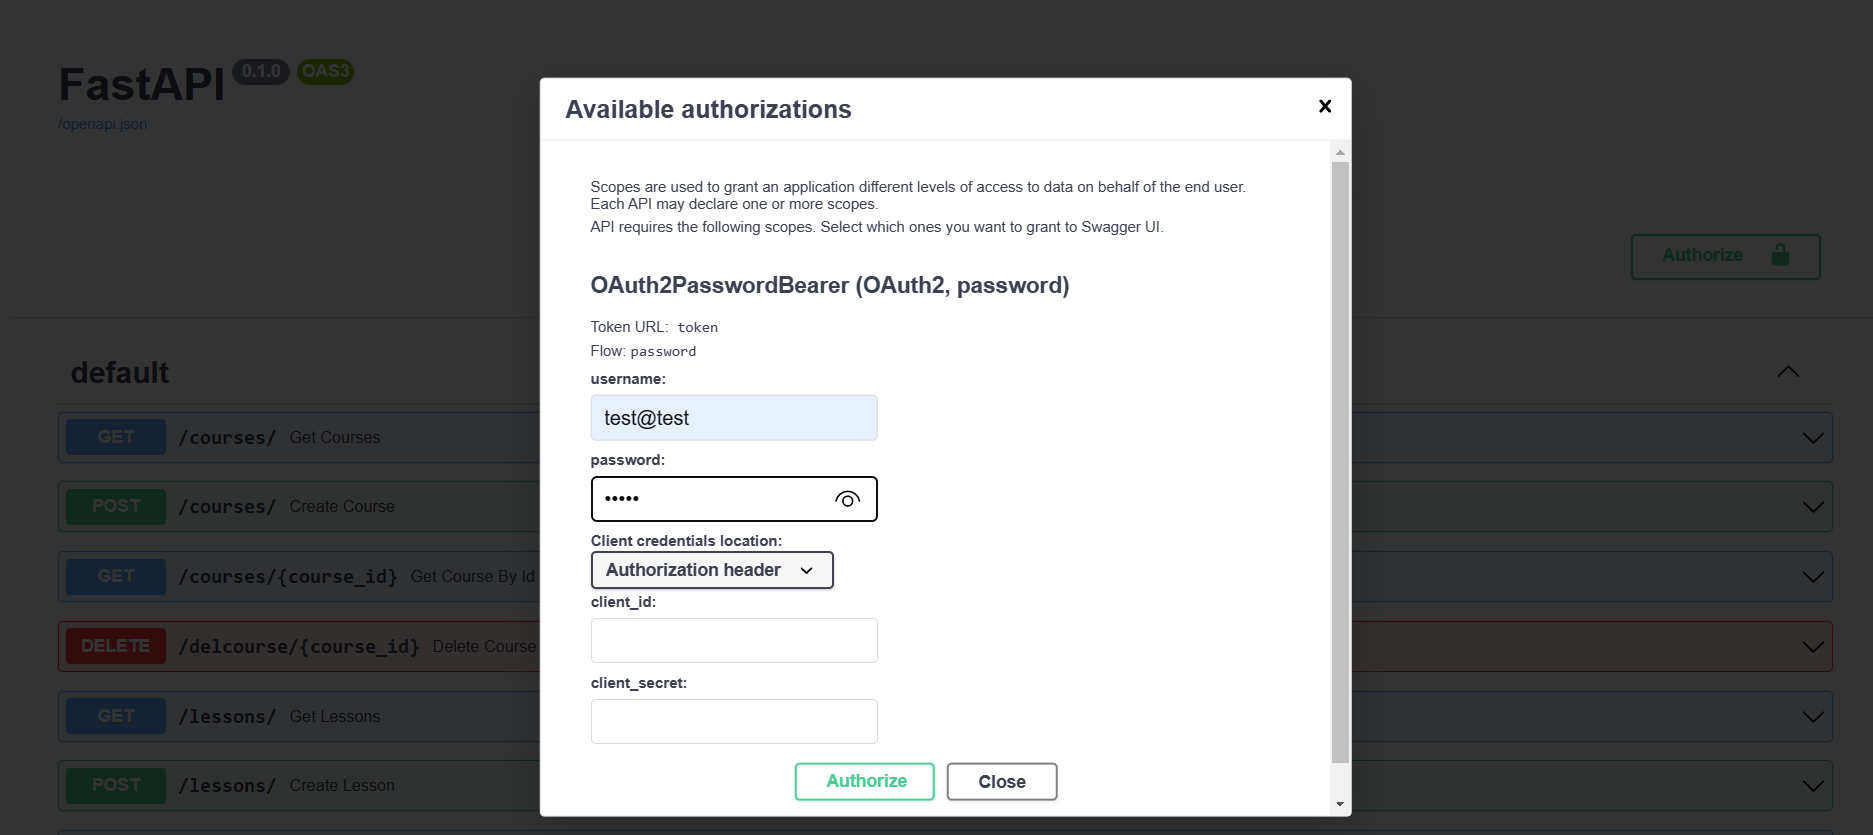 FastAPI 0.1.0 OAS3
/openapi.json
Authorize
default
GET /courses/ Get Courses
POST /courses/ Create Course
GET /courses/{course_id} Get Course By Id
DELETE /delcourse/{course_id} Delete Course
GET /lessons/ Get Lessons
POST /lessons/ Create Lesson
Available authorizations
Scopes are used to grant an application different levels of access to data on behalf of the end user.
Each API may declare one or more scopes.
API requires the following scopes. Select which ones you want to grant to Swagger UI.
OAuth2PasswordBearer (OAuth2, password)
Token URL: token
Flow: password
username:
test@test
password:
•••••
Client credentials location:
Authorization header
client_id:
client_secret:
Authorize Close